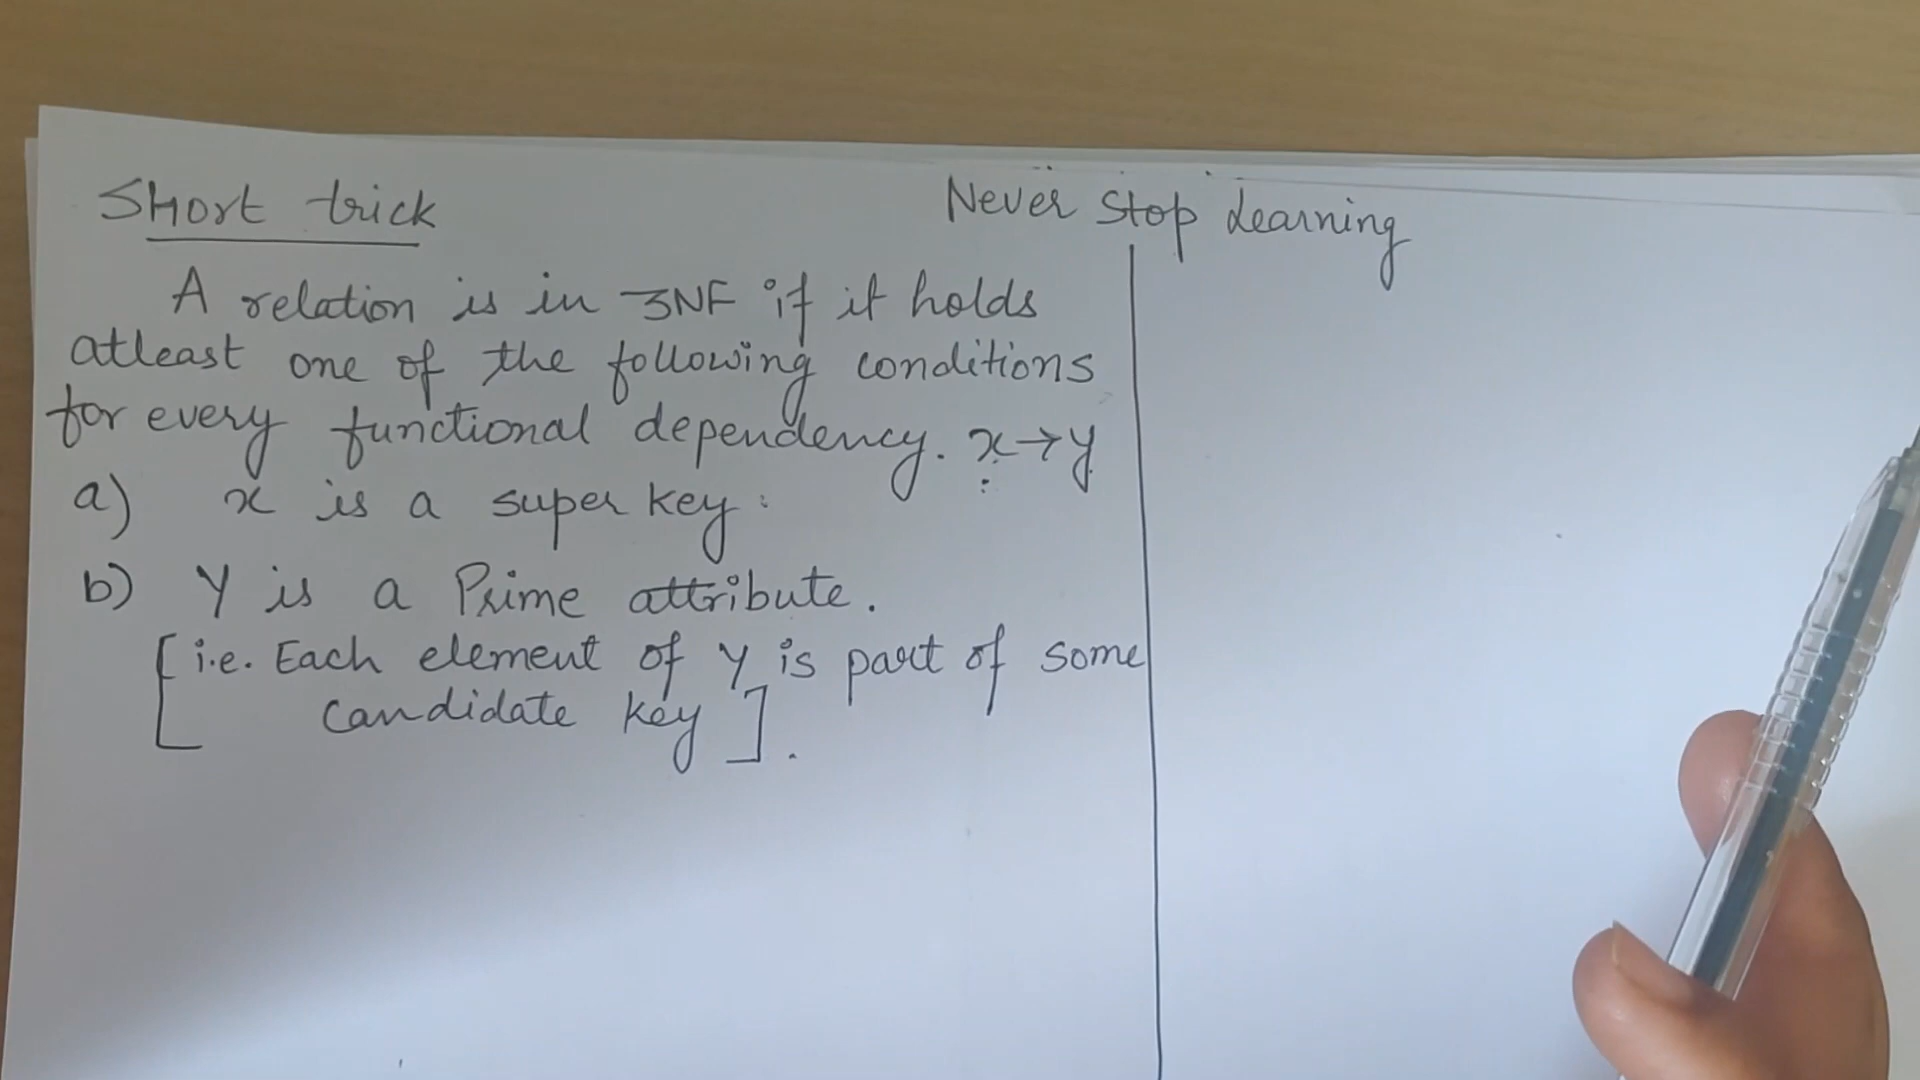 Short trick
Never Stop Learning
A relation is in 3NF if it holds
atleast one of the following conditions
for every functional dependency. x→y
a) x is a super key.
b) Y is a Prime attribute.
[i.e. Each element of Y is part of some
candidate key].